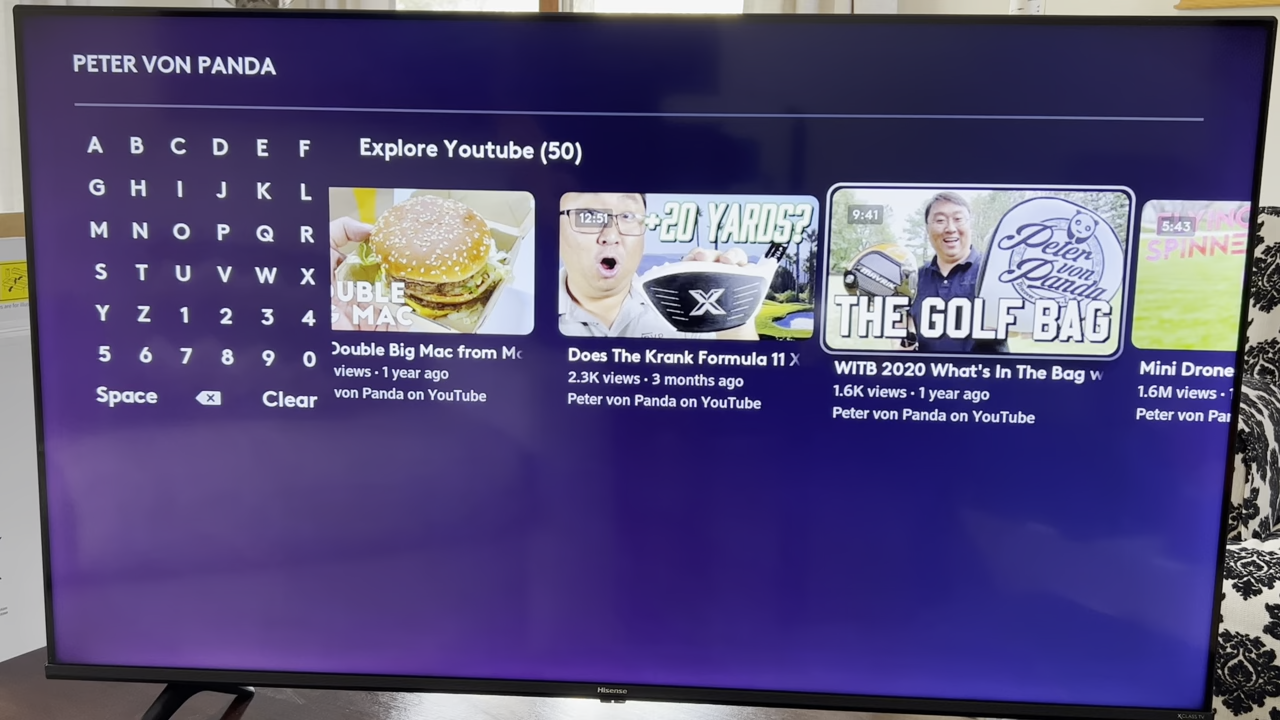 PETER VON PANDA
A B C D E F
G H I J K L
M N O P Q R
S T U V W X
Y Z 1 2 3 4
5 6 7 8 9 0
Space Clear
Explore Youtube (50)
UBLE
MAC
Double Big Mac from Mc
views · 1 year ago
von Panda on YouTube
12:51
+20 YARDS?
X
Does The Krank Formula 11 X
2.3K views · 3 months ago
Peter von Panda on YouTube
9:41
Peter
von
Panda
THE GOLF BAG
WITB 2020 What's In The Bag w
1.6K views · 1 year ago
Peter von Panda on YouTube
5:43
SPINNE
Mini Drone
1.6M views · 1
Peter von Par
Hisense